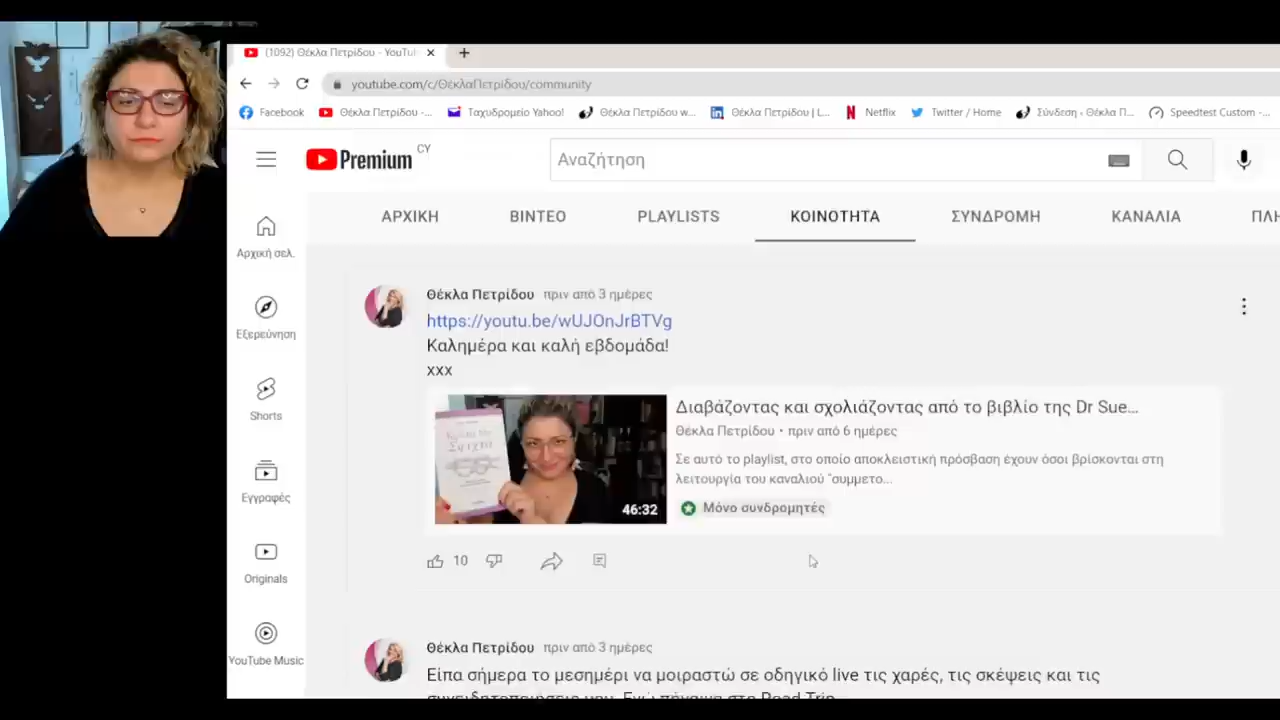 (1092) Θέκλα Πετρίδου - YouTu
youtube.com/c/ΘέκλαΠετρίδου/community
Facebook
Θέκλα Πετρίδου -...
Ταχυδρομείο Yahoo!
Θέκλα Πετρίδου w...
Θέκλα Πετρίδου | L...
Netflix
Twitter / Home
Σύνδεση ‹ Θέκλα Π...
Speedtest Custom -...
Premium CY
Αναζήτηση
ΑΡΧΙΚΗ
ΒΙΝΤΕΟ
PLAYLISTS
ΚΟΙΝΟΤΗΤΑ
ΣΥΝΔΡΟΜΗ
ΚΑΝΑΛΙΑ
ΠΛΗ
Αρχική σελ.
Εξερεύνηση
Shorts
Εγγραφές
Originals
YouTube Music
Θέκλα Πετρίδου πριν από 3 ημέρες
https://youtu.be/wUJOnJrBTVg
Καλημέρα και καλή εβδομάδα!
xxx
46:32
Διαβάζοντας και σχολιάζοντας από το βιβλίο της Dr Sue...
Θέκλα Πετρίδου • πριν από 6 ημέρες
Σε αυτό το playlist, στο οποίο αποκλειστική πρόσβαση έχουν όσοι βρίσκονται στη
λειτουργία του καναλιού "συμμετο...
Μόνο συνδρομητές
10
Θέκλα Πετρίδου πριν από 3 ημέρες
Είπα σήμερα το μεσημέρι να μοιραστώ σε οδηγικό live τις χαρές, τις σκέψεις και τις